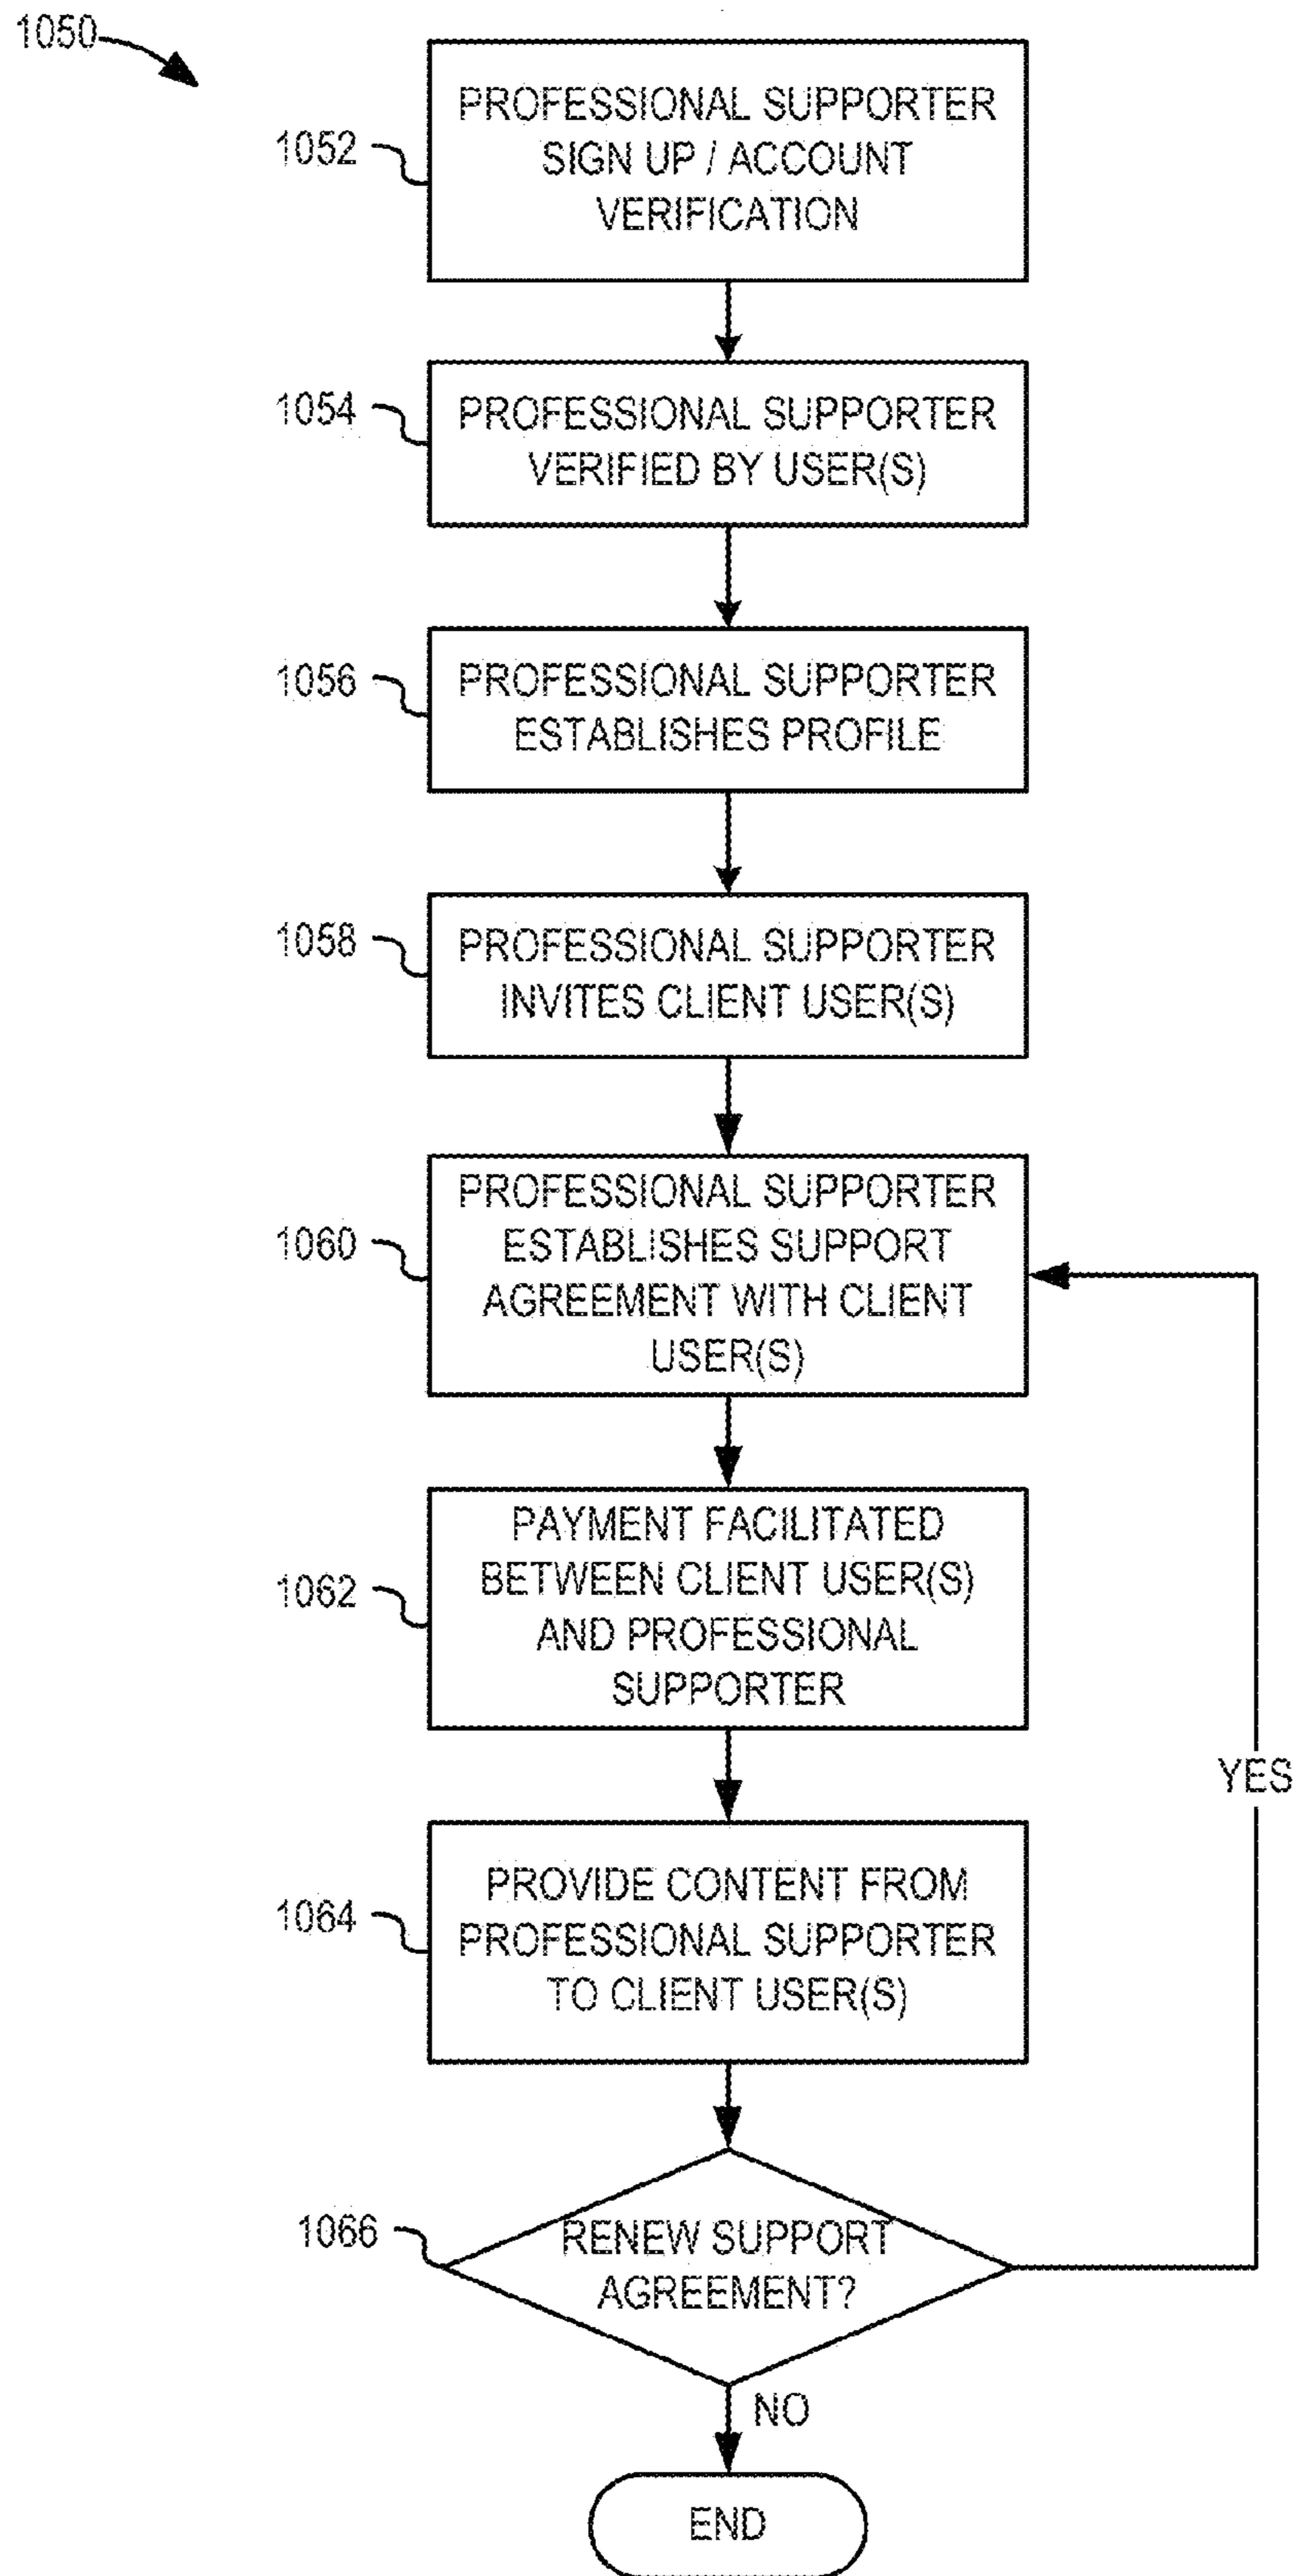 1050
PROFESSIONAL SUPPORTER
SIGN UP / ACCOUNT
VERIFICATION
1052
PROFESSIONAL SUPPORTER
VERIFIED BY USER(S)
1054
PROFESSIONAL SUPPORTER
ESTABLISHES PROFILE
1056
PROFESSIONAL SUPPORTER
INVITES CLIENT USER(S)
1058
PROFESSIONAL SUPPORTER
ESTABLISHES SUPPORT
AGREEMENT WITH CLIENT
USER(S)
1060
PAYMENT FACILITATED
BETWEEN CLIENT USER(S)
AND PROFESSIONAL
SUPPORTER
1062
YES
PROVIDE CONTENT FROM
PROFESSIONAL SUPPORTER
TO CLIENT USER(S)
1064
RENEW SUPPORT
AGREEMENT?
1066
NO
END